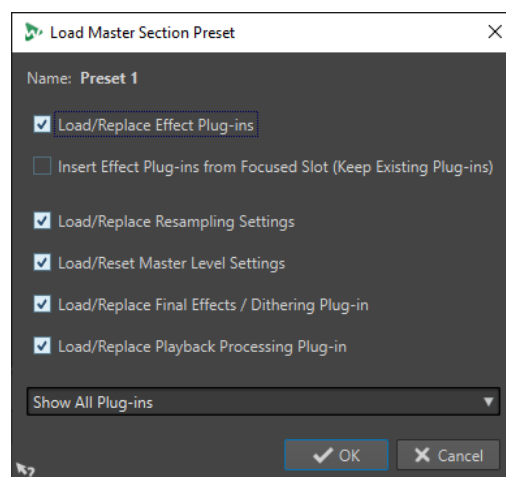 Load Master Section Preset
Name: Preset 1
Load/Replace Effect Plug-ins
Insert Effect Plug-ins from Focused Slot (Keep Existing Plug-ins)
Load/Replace Resampling Settings
Load/Reset Master Level Settings
Load/Replace Final Effects / Dithering Plug-in
Load/Replace Playback Processing Plug-in
Show All Plug-ins
OK Cancel
?